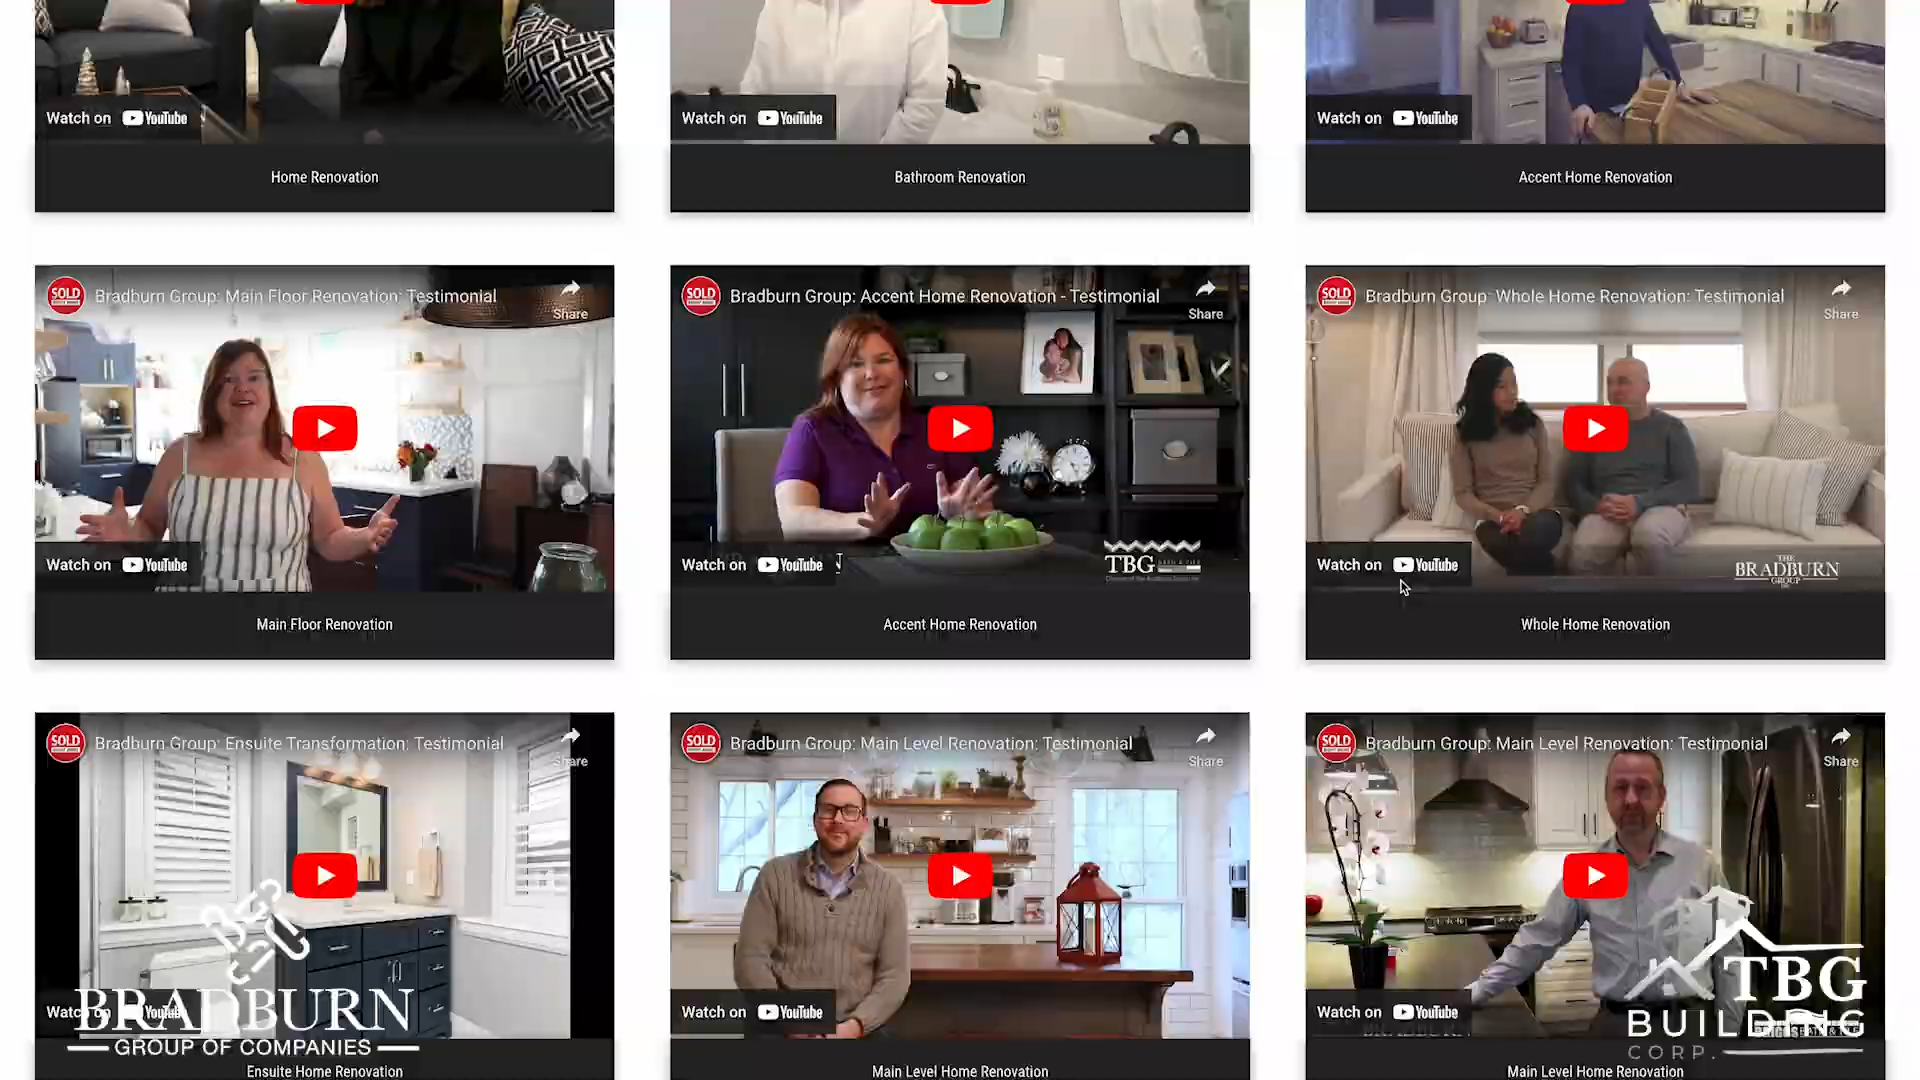 Watch on YouTube
Watch on YouTube
Watch on YouTube
Home Renovation
Bathroom Renovation
Accent Home Renovation
SOLD Bradburn Group: Main Floor Renovation: Testimonial
Share
SOLD Bradburn Group: Accent Home Renovation - Testimonial
Share
SOLD Bradburn Group: Whole Home Renovation: Testimonial
Share
Watch on YouTube
Watch on YouTube
TBG
Watch on YouTube
THE
BRADBURN
GROUP
Main Floor Renovation
Accent Home Renovation
Whole Home Renovation
SOLD Bradburn Group: Ensuite Transformation: Testimonial
Share
SOLD Bradburn Group: Main Level Renovation: Testimonial
Share
SOLD Bradburn Group: Main Level Renovation: Testimonial
Share
Watch on YouTube
Watch on YouTube
Watch on YouTube
BRADBURN
GROUP OF COMPANIES
TBG
BUILDING
CORP.
Ensuite Home Renovation
Main Level Home Renovation
Main Level Home Renovation